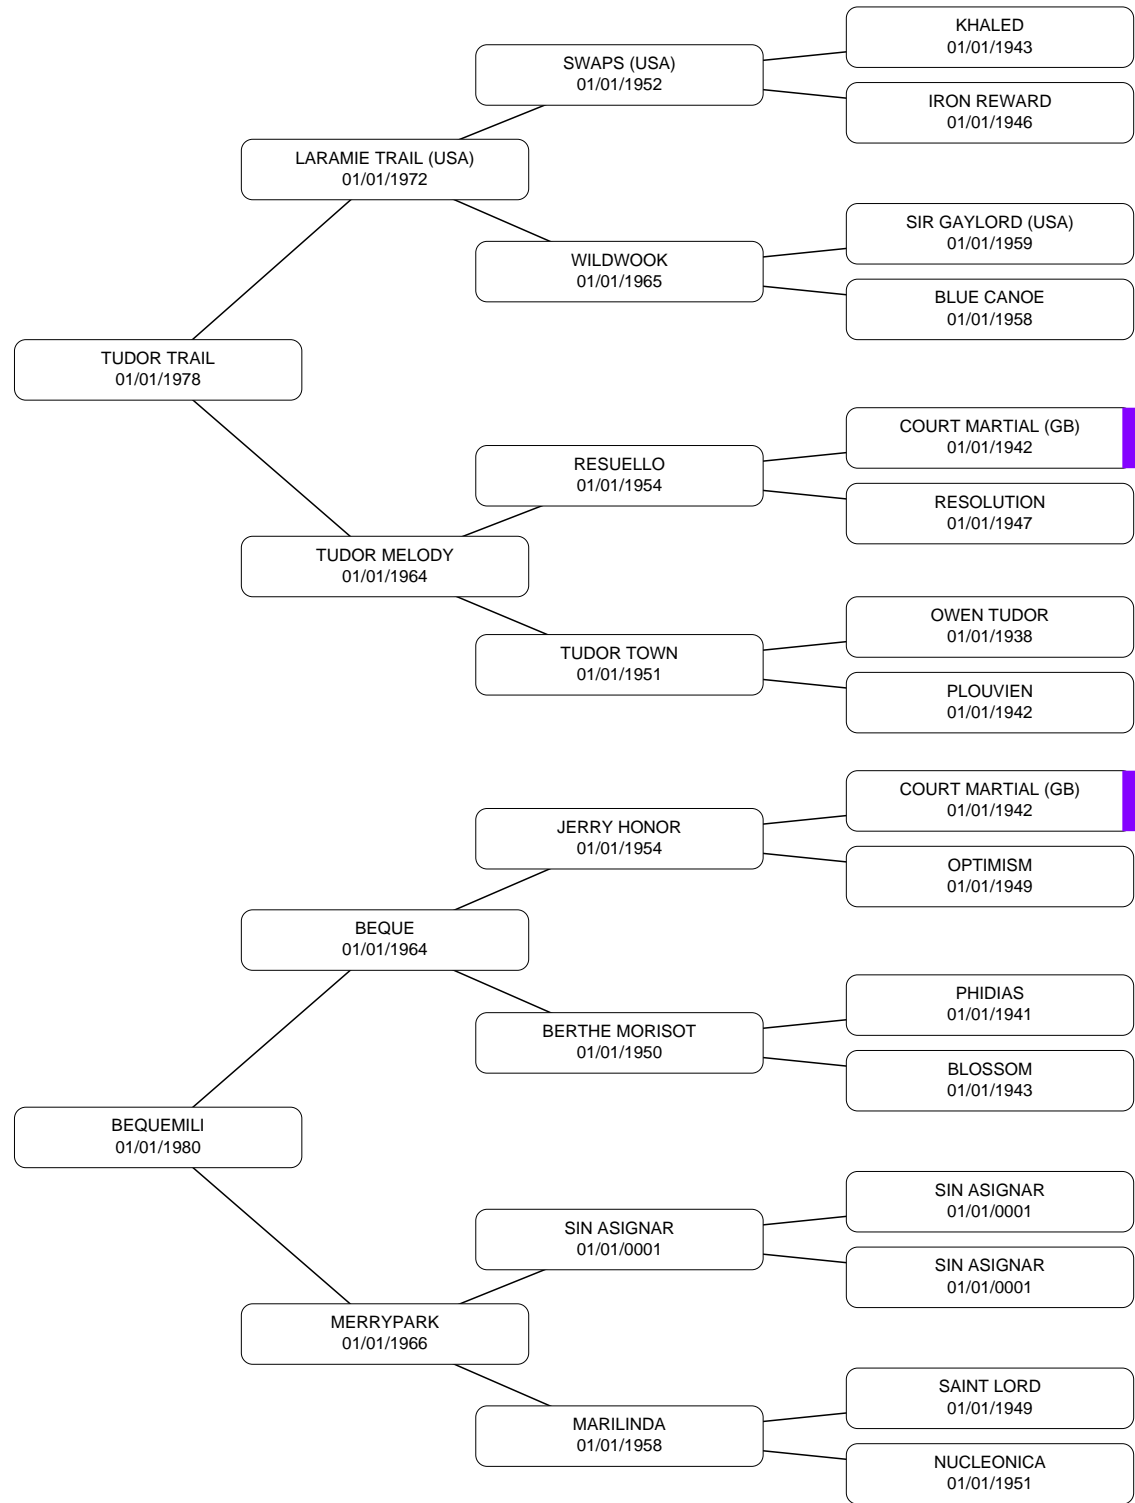 KHALED
01/01/1943
SWAPS (USA)
01/01/1952
IRON REWARD
01/01/1946
LARAMIE TRAIL (USA)
01/01/1972
SIR GAYLORD (USA)
01/01/1959
WILDWOOK
01/01/1965
BLUE CANOE
01/01/1958
TUDOR TRAIL
01/01/1978
COURT MARTIAL (GB)
01/01/1942
RESUELLO
01/01/1954
RESOLUTION
01/01/1947
TUDOR MELODY
01/01/1964
OWEN TUDOR
01/01/1938
TUDOR TOWN
01/01/1951
PLOUVIEN
01/01/1942
COURT MARTIAL (GB)
01/01/1942
JERRY HONOR
01/01/1954
OPTIMISM
01/01/1949
BEQUE
01/01/1964
PHIDIAS
01/01/1941
BERTHE MORISOT
01/01/1950
BLOSSOM
01/01/1943
BEQUEMILI
01/01/1980
SIN ASIGNAR
01/01/0001
SIN ASIGNAR
01/01/0001
SIN ASIGNAR
01/01/0001
MERRYPARK
01/01/1966
SAINT LORD
01/01/1949
MARILINDA
01/01/1958
NUCLEONICA
01/01/1951